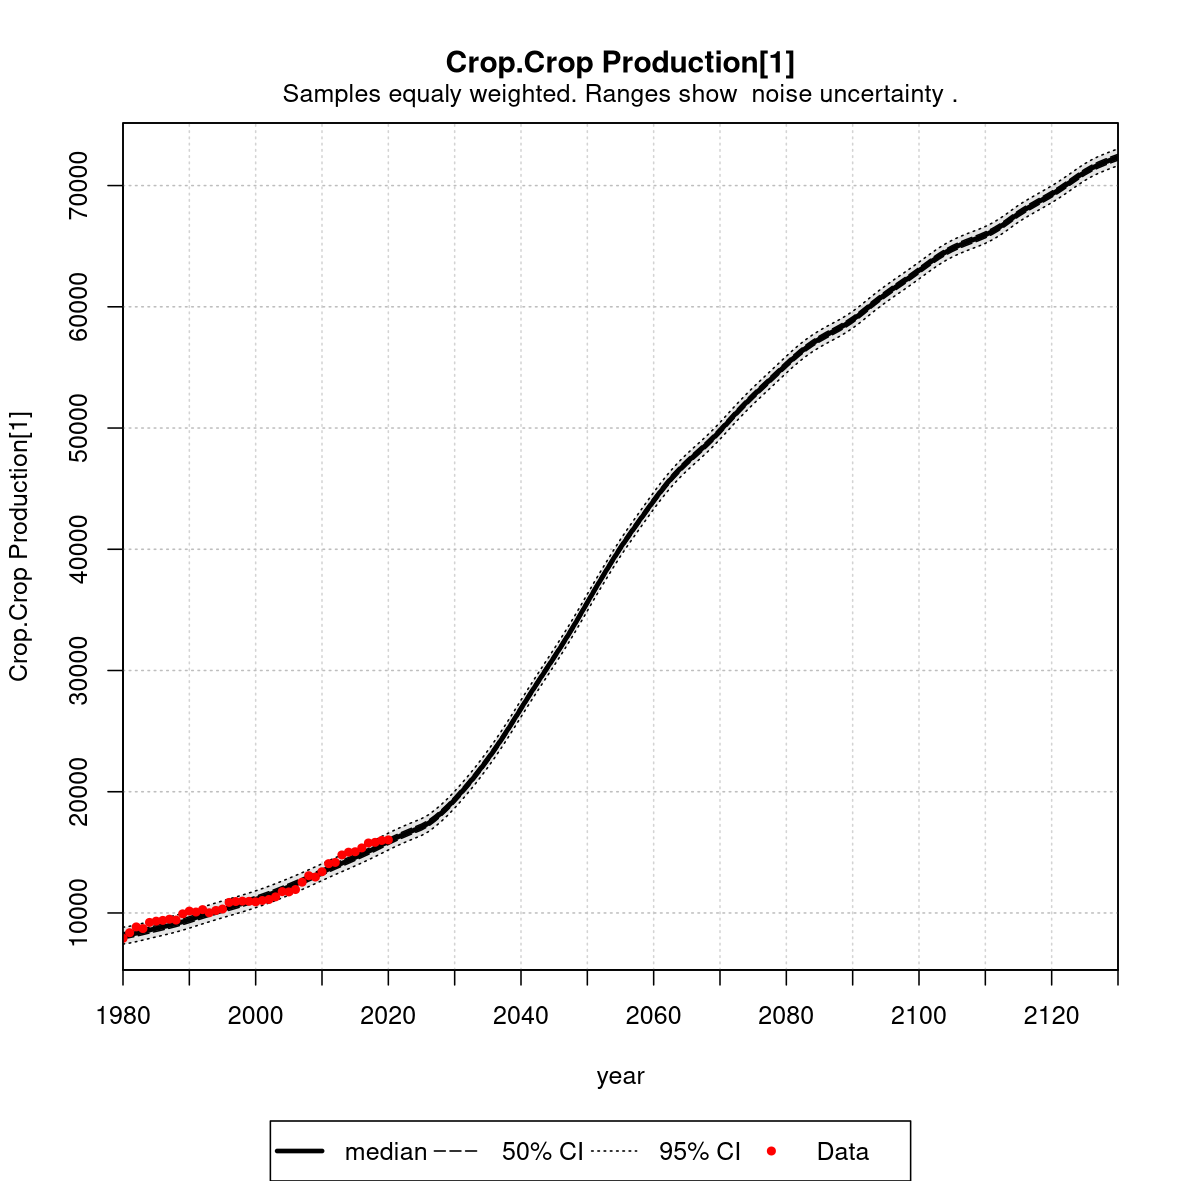 Crop.Crop Production[1]
Samples equaly weighted. Ranges show  noise uncertainty .
Crop.Crop Production[1]
70000
60000
50000
40000
30000
20000
10000
1980 2000 2020 2040 2060 2080 2100 2120
year
median 50% CI 95% CI Data